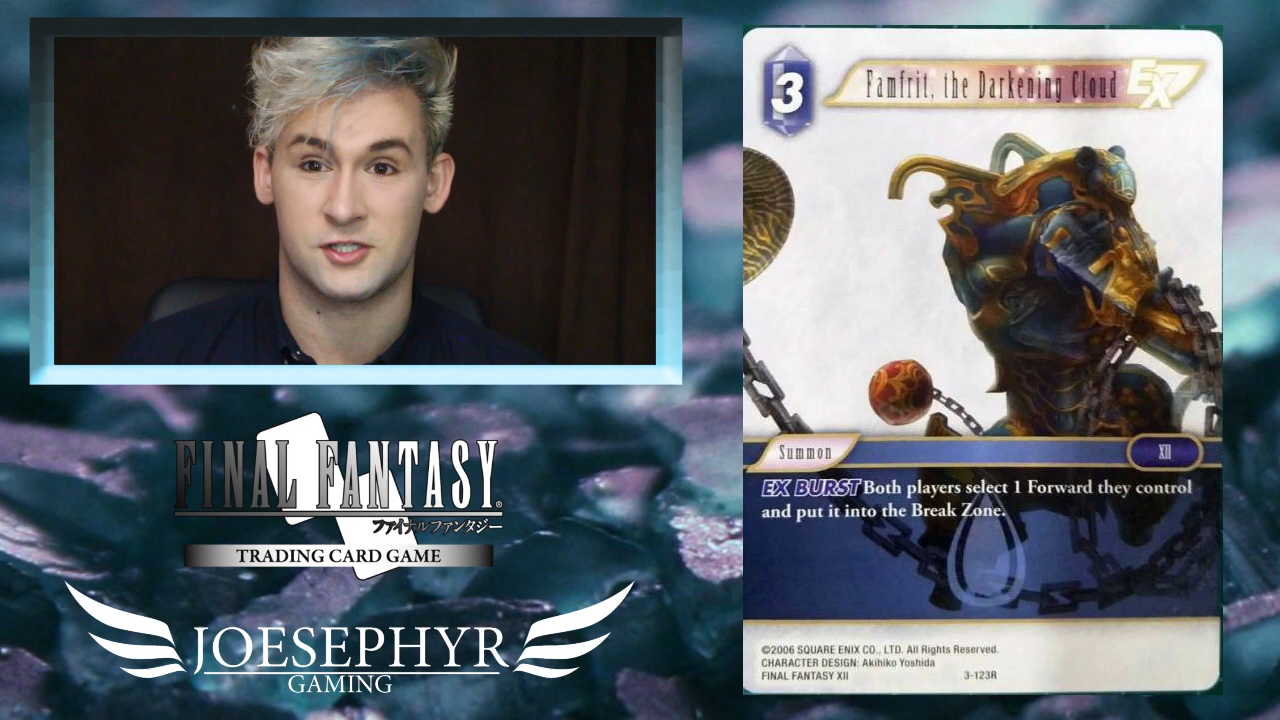 3
Famfrit, the Darkening Cloud
EX
Summon
XII
EX BURST Both players select 1 Forward they control
and put it into the Break Zone.
©2006 SQUARE ENIX CO., LTD. All Rights Reserved.
CHARACTER DESIGN: Akihiko Yoshida
FINAL FANTASY XII
3-123R
FINAL FANTASY®
ファイナルファンタジー
TRADING CARD GAME
JOESEPHYR
GAMING